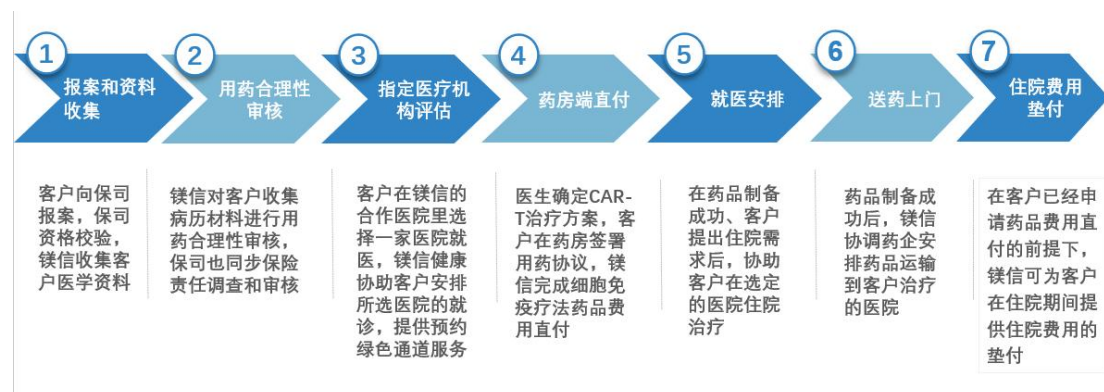 1
报案和资料
收集
2
用药合理性
审核
3
指定医疗机
构评估
4
药房端直付
5
就医安排
6
送药上门
7
住院费用
垫付
客户向保司
报案，保司
资格校验，
镁信收集客
户医学资料
镁信对客户收集
病历材料进行用
药合理性审核，
保司也同步保险
责任调查和审核
客户在镁信的
合作医院里选
择一家医院就
医，镁信健康
协助客户安排
所选医院的就
诊，提供预约
绿色通道服务
医生确定CAR-
T治疗方案，客
户在药房签署
用药协议，镁
信完成细胞免
疫疗法药品费
用直付
在药品制备
成功、客户
提出住院需
求后，协助
客户在选定
的医院住院
治疗
药品制备成
功后，镁信
协调药企安
排药品运输
到客户治疗
的医院
在客户已经申
请药品费用直
付的前提下，
镁信可为客户
在住院期间提
供住院费用的
垫付